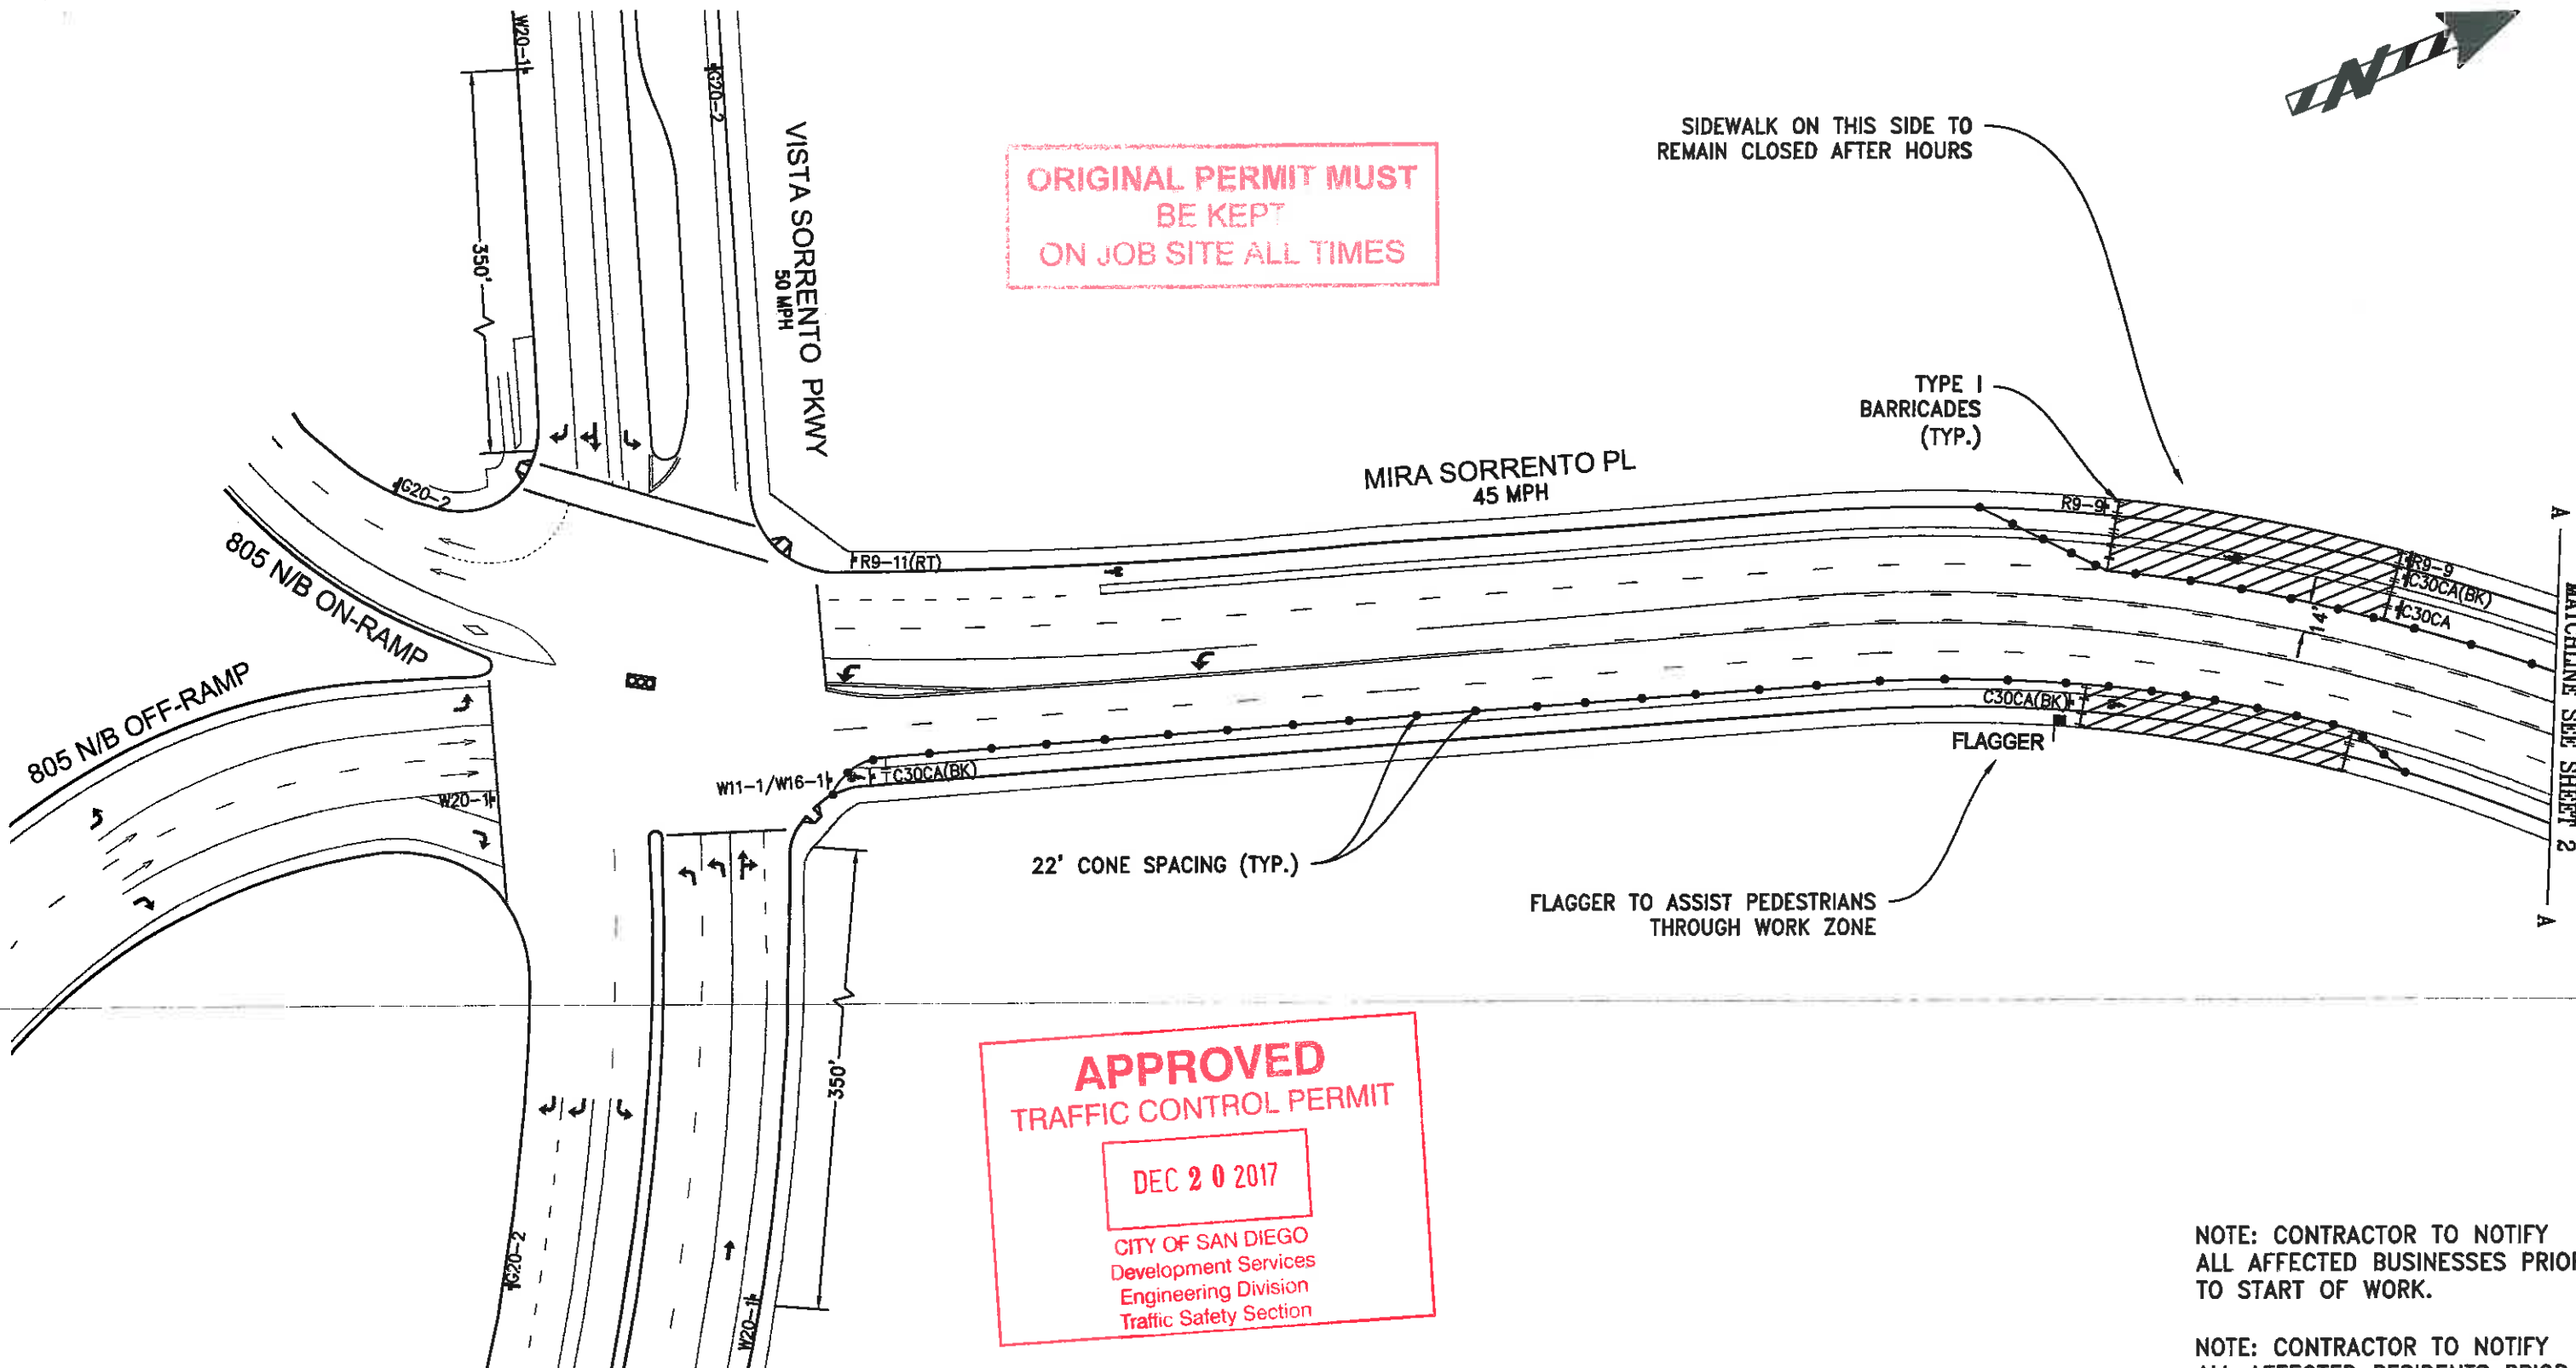 W20-1
G20-2
350'
VISTA SORRENTO PKWY
50 MPH
ORIGINAL PERMIT MUST
BE KEPT
ON JOB SITE ALL TIMES
N
SIDEWALK ON THIS SIDE TO
REMAIN CLOSED AFTER HOURS
TYPE I
BARRICADES
(TYP.)
MIRA SORRENTO PL
45 MPH
R9-9
R9-9
C30CA(BK)
C30CA
14'
A
MATCHLINE SEE SHEET 2
A
G20-2
805 N/B ON-RAMP
805 N/B OFF-RAMP
R9-11(RT)
W20-1
W11-1/W16-1
C30CA(BK)
C30CA(BK)
FLAGGER
22' CONE SPACING (TYP.)
FLAGGER TO ASSIST PEDESTRIANS
THROUGH WORK ZONE
350'
G20-2
W20-1
APPROVED
TRAFFIC CONTROL PERMIT
DEC 20 2017
CITY OF SAN DIEGO
Development Services
Engineering Division
Traffic Safety Section
NOTE: CONTRACTOR TO NOTIFY
ALL AFFECTED BUSINESSES PRIOR
TO START OF WORK.
NOTE: CONTRACTOR TO NOTIFY